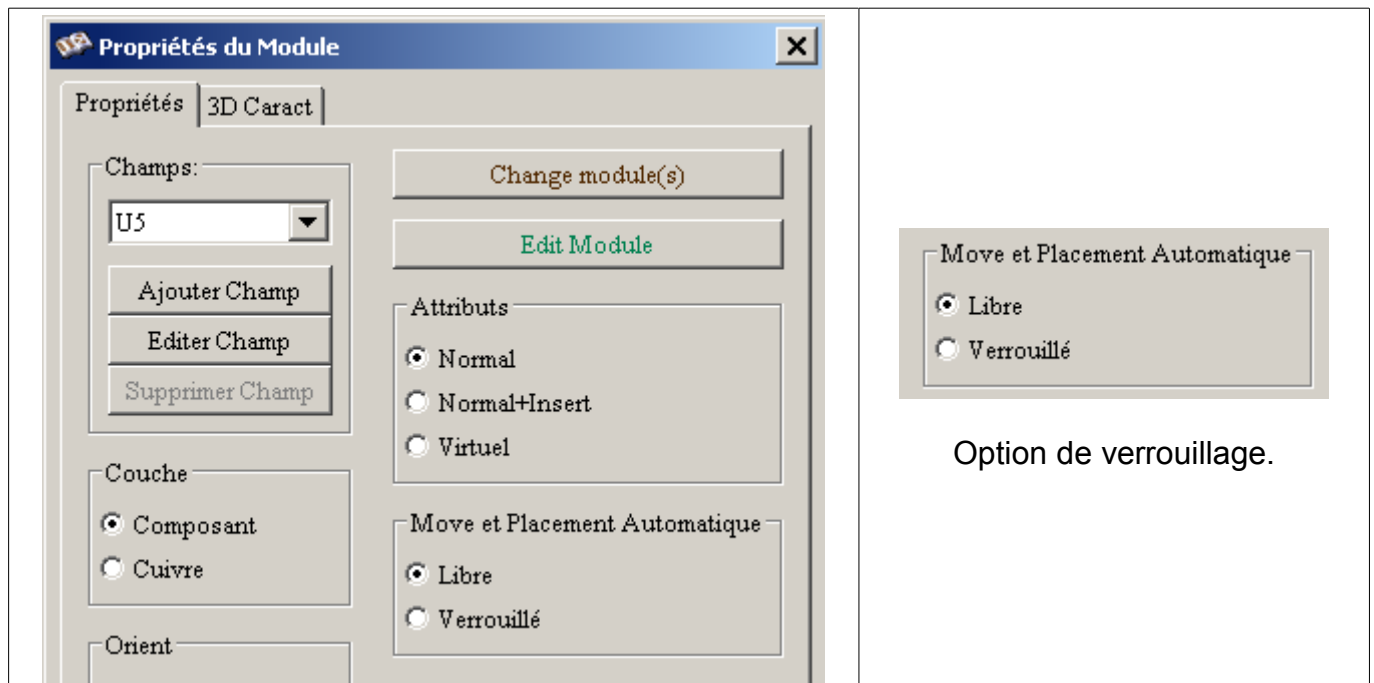 Propriétés du Module
Propriétés
3D Caract
Champs:
U5
Ajouter Champ
Editer Champ
Supprimer Champ
Couche
Composant
Cuivre
Orient
Change module(s)
Edit Module
Attributs
Normal
Normal+Insert
Virtuel
Move et Placement Automatique
Libre
Verrouillé
Move et Placement Automatique
Libre
Verrouillé
Option de verrouillage.